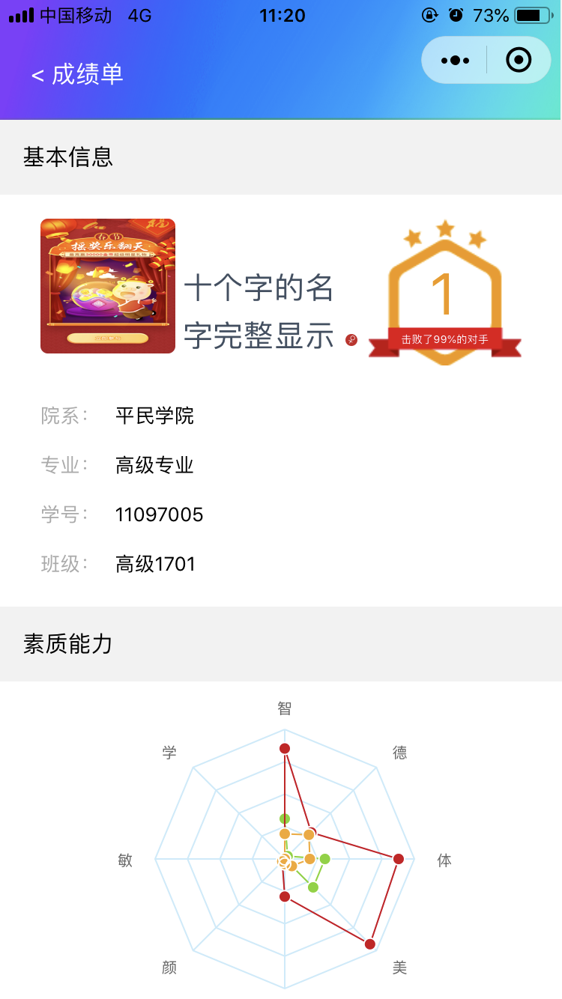 中国移动 4G 11:20 73%
< 成绩单
基本信息
春节
摇奖乐翻天
十个字的名
字完整显示
1
击败了99%的对手
院系： 平民学院
专业： 高级专业
学号： 11097005
班级： 高级1701
素质能力
智
学
德
敏
体
颜
美